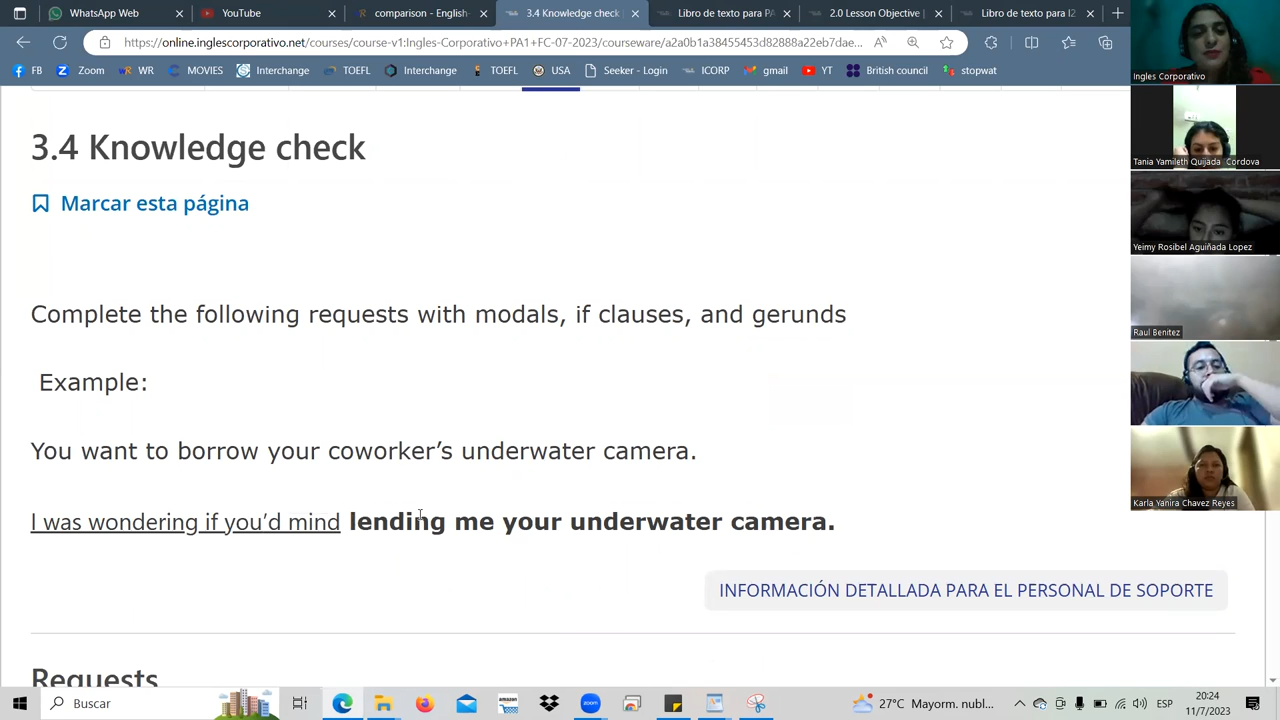 WhatsApp Web
YouTube
comparison - English-
3.4 Knowledge check |
Libro de texto para PA
2.0 Lesson Objective |
Libro de texto para I2
https://online.inglescorporativo.net/courses/course-v1:Ingles-Corporativo+PA1+FC-07-2023/courseware/a2a0b1a38455453d82888a22eb7dae...
FB
Zoom
WR
MOVIES
Interchange
TOEFL
Interchange
TOEFL
USA
Seeker - Login
ICORP
gmail
YT
British council
stopwat
3.4 Knowledge check
Marcar esta página
Complete the following requests with modals, if clauses, and gerunds
Example:
You want to borrow your coworker’s underwater camera.
I was wondering if you’d mind lending me your underwater camera.
INFORMACIÓN DETALLADA PARA EL PERSONAL DE SOPORTE
Requests
Ingles Corporativo
Tania Yamileth Quijada Cordova
Yeimy Rosibel Aguiñada Lopez
Raul Benitez
Karla Yanira Chavez Reyes
Buscar
amazon
zoom
27°C Mayorm. nubl...
ESP
20:24
11/7/2023